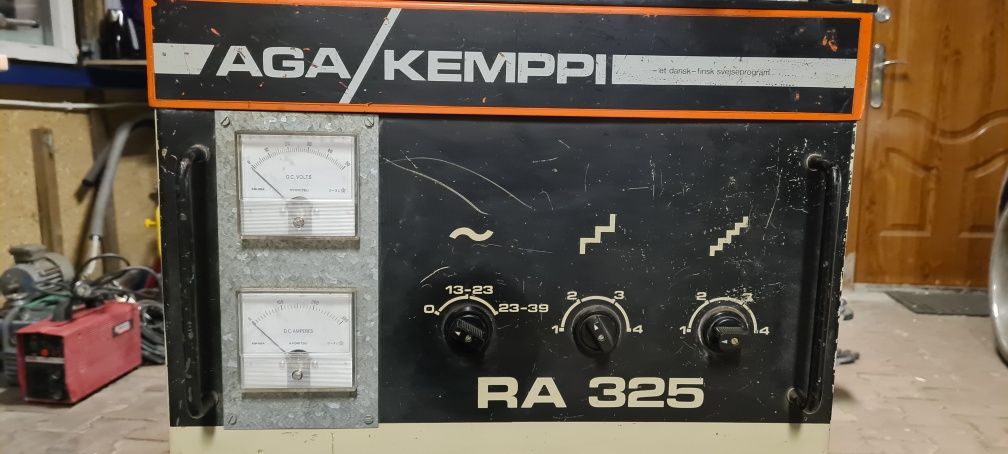 AGA/KEMPPI
-et dansk-finsk svejseprogram
D.C. VOLTS
D.C. AMPERES
13-23
0
23-39
2 3
1 4
2 3
1 4
RA 325